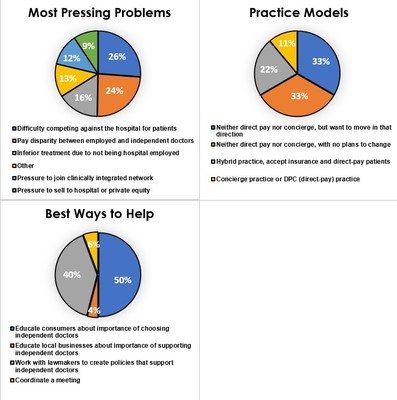 Most Pressing Problems
26%
24%
16%
13%
12%
9%
Difficulty competing against the hospital for patients
Pay disparity between employed and independent doctors
Inferior treatment due to not being hospital employed
Other
Pressure to join clinically integrated network
Pressure to sell to hospital or private equity
Practice Models
33%
33%
22%
11%
Neither direct pay nor concierge, but want to move in that
direction
Neither direct pay nor concierge, with no plans to change
Hybrid practice, accept insurance and direct-pay patients
Concierge practice or DPC (direct-pay) practice
Best Ways to Help
50%
4%
40%
Educate consumers about importance of choosing
independent doctors
Educate local businesses about importance of supporting
independent doctors
Work with lawmakers to create policies that support
independent doctors
Coordinate a meeting